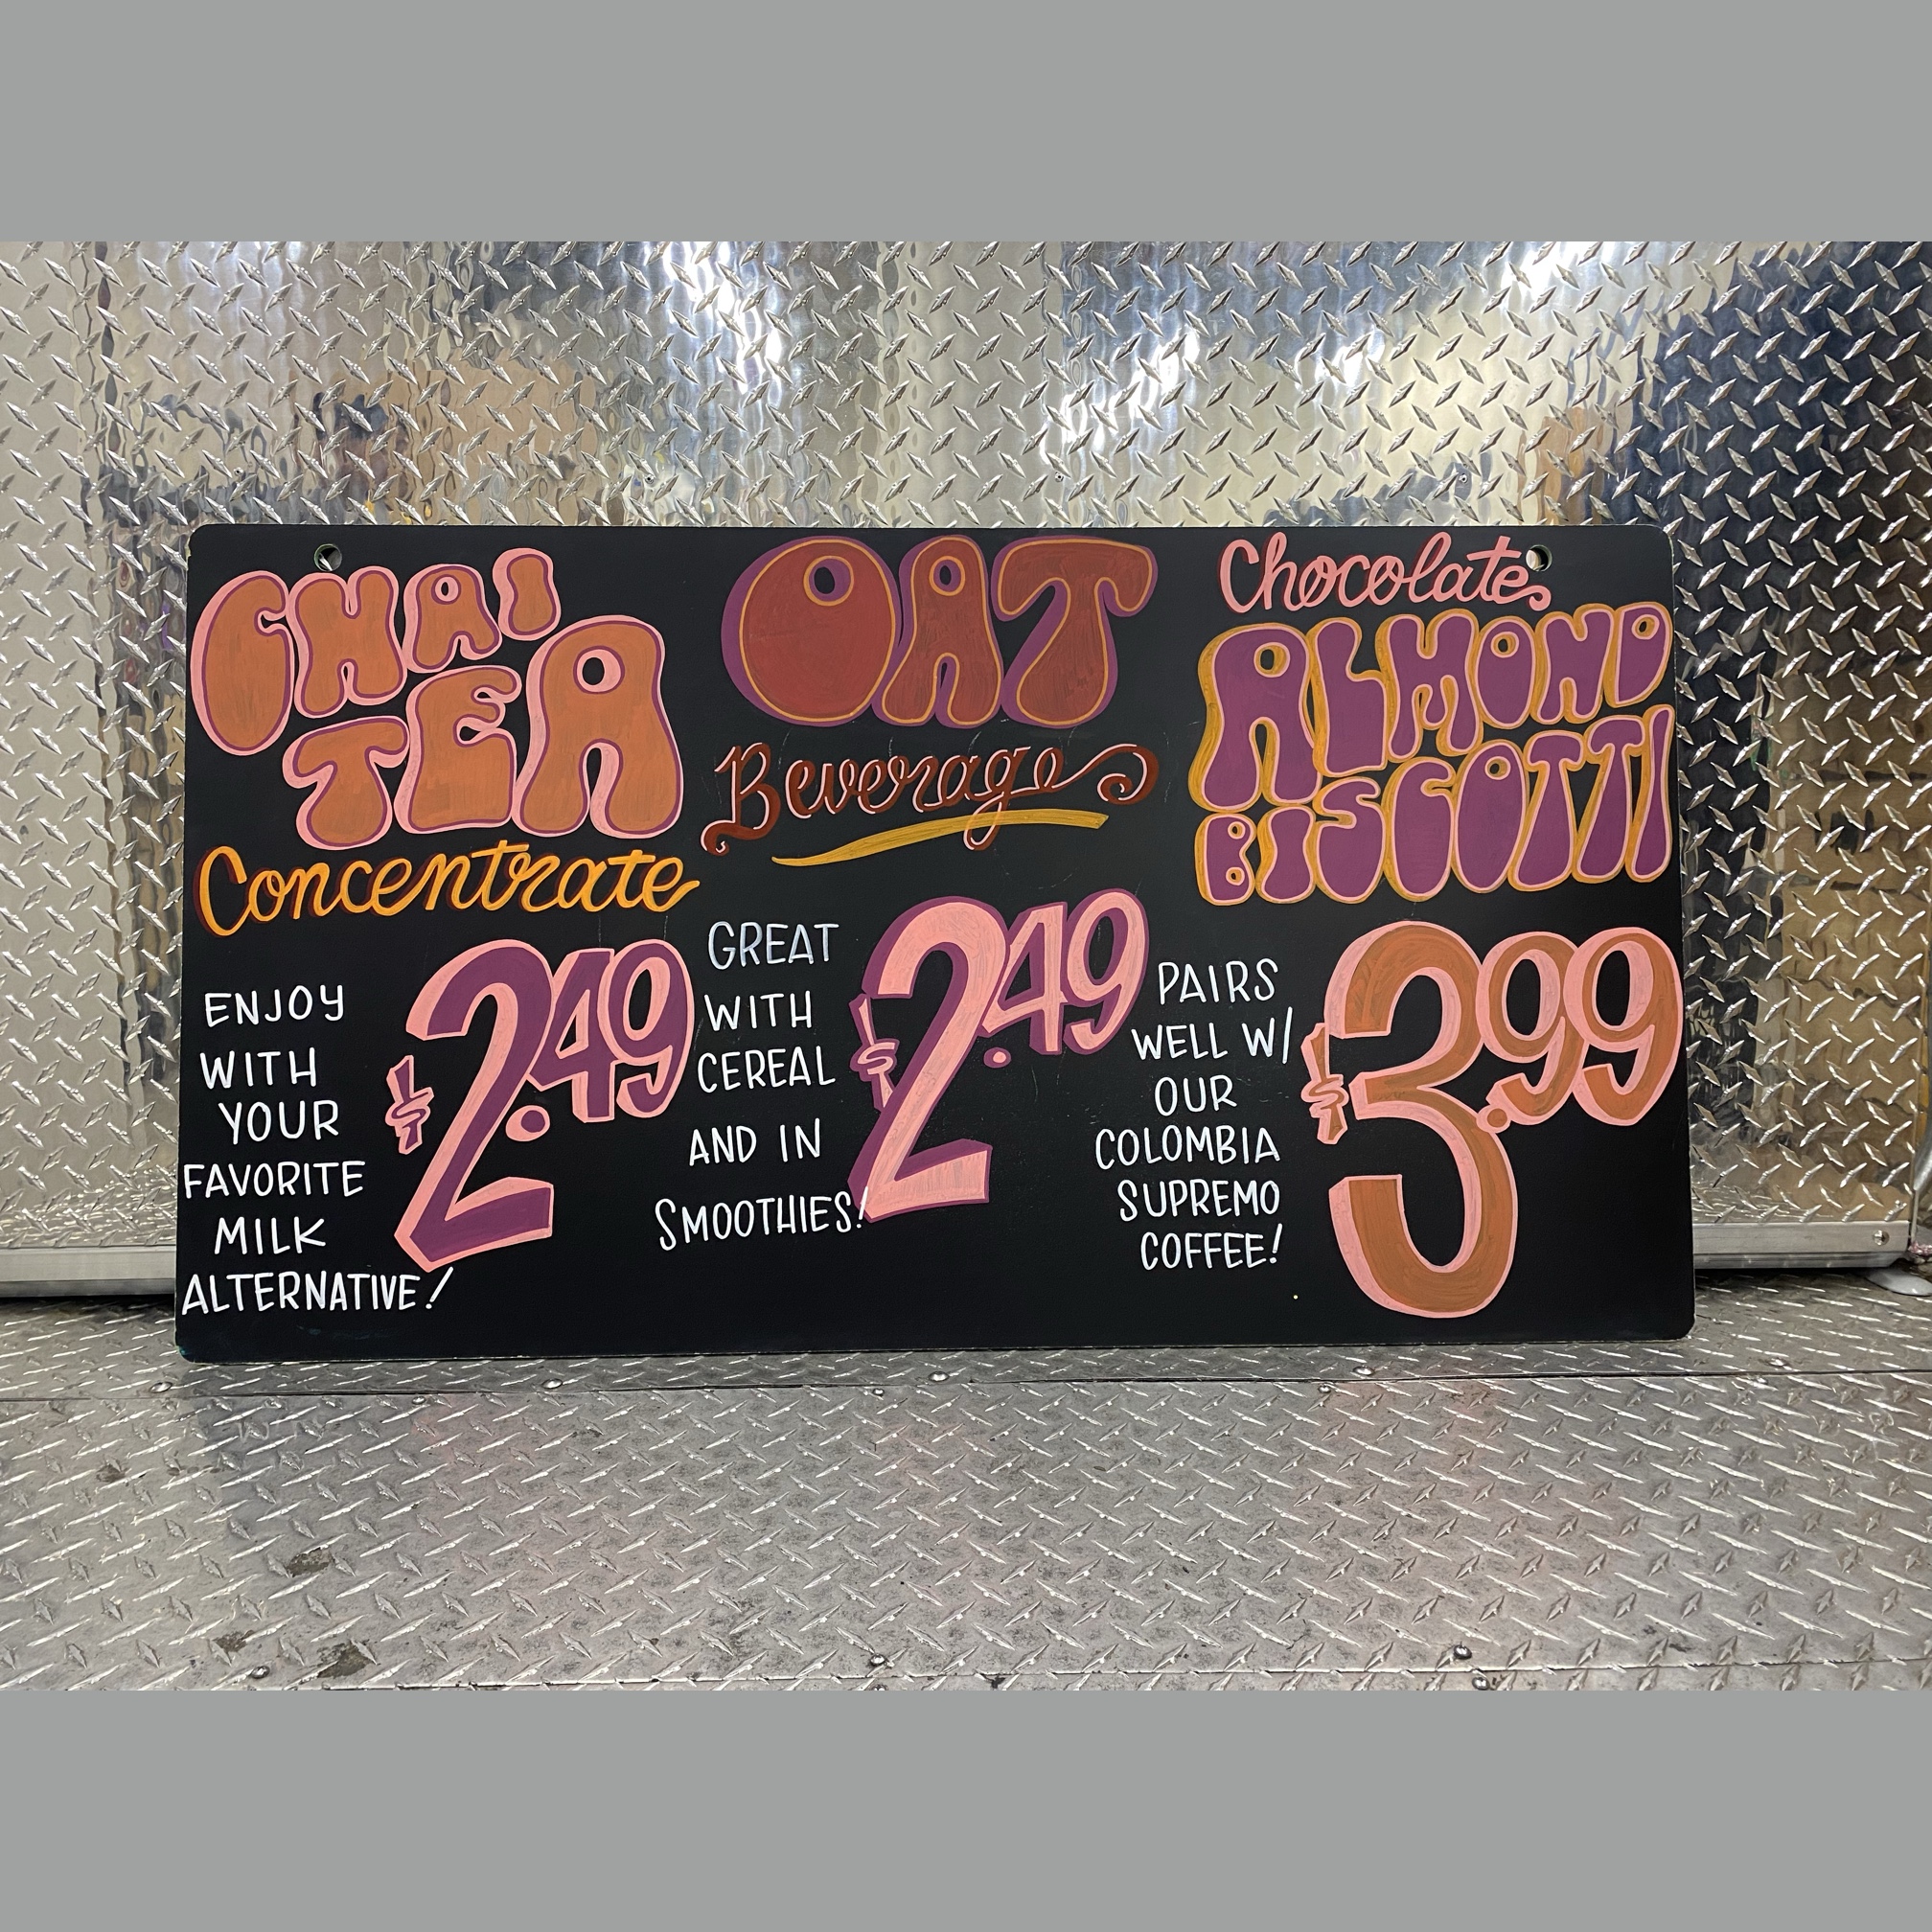 CHAI
TEA
Concentrate
ENJOY
WITH
YOUR
FAVORITE
MILK
ALTERNATIVE!
$2.49
OAT
Beverage
GREAT
WITH
CEREAL
AND IN
SMOOTHIES!
$2.49
Chocolate
ALMOND
BISCOTTI
PAIRS
WELL W/
OUR
COLOMBIA
SUPREMO
COFFEE!
$3.99